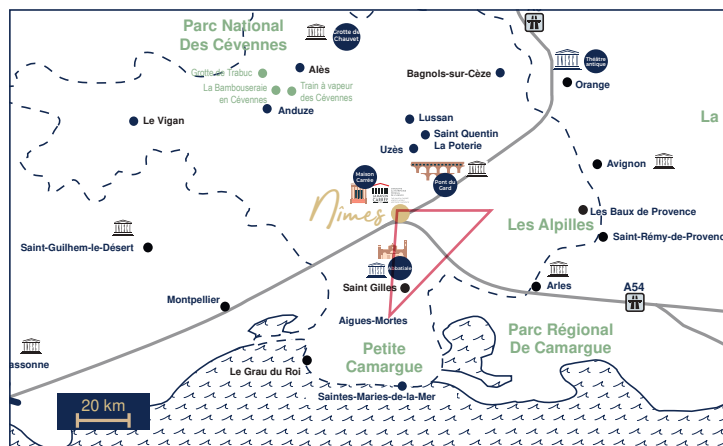 Parc National
Des Cévennes
Grotte de
Chauvet
Théâtre
antique
Orange
Grotte de Trabuc
Alès
Bagnols-sur-Cèze
La Bambouseraie
en Cévennes
Train à vapeur
des Cévennes
Anduze
Le Vigan
Lussan
Saint Quentin
La Poterie
Uzès
La
Avignon
Maison
Carrée
Pont du
Gard
Nîmes
CARRÉE
Les Baux de Provence
Les Alpilles
Saint-Rémy-de-Provenc
Saint-Guilhem-le-Désert
Abbatiale
Saint Gilles
Arles
A54
Montpellier
Aigues-Mortes
Parc Régional
De Camargue
assonne
Petite
Camargue
Le Grau du Roi
Saintes-Maries-de-la-Mer
20 km